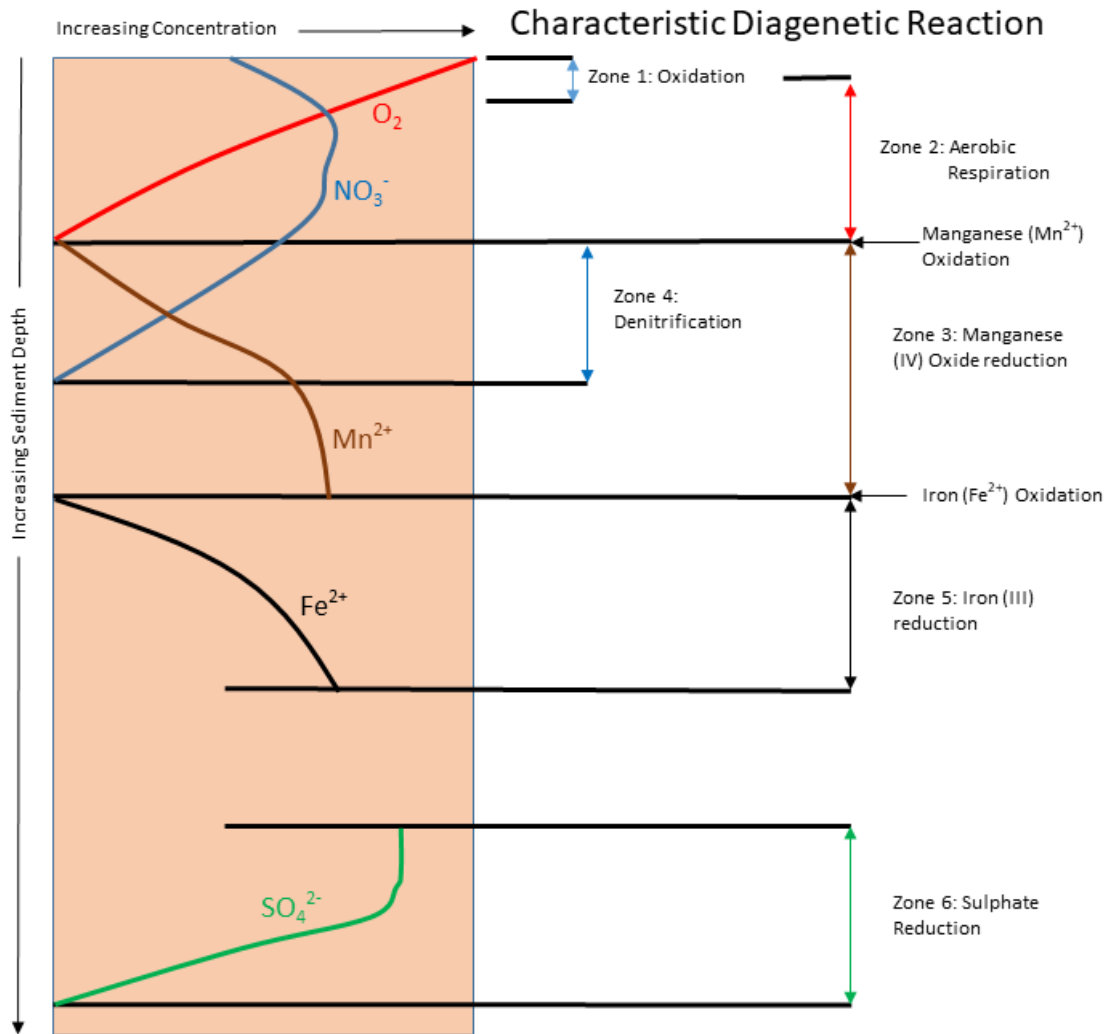 Characteristic Diagenetic Reaction
Increasing Concentration
Zone 1: Oxidation
O₂
Zone 2: Aerobic
Respiration
NO₃⁻
Manganese (Mn²⁺)
Oxidation
Zone 4:
Denitrification
Zone 3: Manganese
(IV) Oxide reduction
Increasing Sediment Depth
Mn²⁺
Iron (Fe²⁺) Oxidation
Fe²⁺
Zone 5: Iron (III)
reduction
SO₄²⁻
Zone 6: Sulphate
Reduction